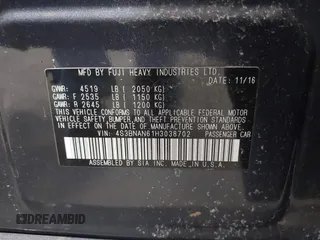 MFD. BY FUJI HEAVY INDUSTRIES LTD.
DATE: 11/16
GVWR: 4519 LB (2050 KG)
GAWR: F 2535 LB (1150 KG)
GAWR: R 2645 LB (1200 KG)
THIS VEHICLE CONFORMS TO ALL APPLICABLE FEDERAL MOTOR
VEHICLE SAFETY, BUMPER, AND THEFT PREVENTION STANDARDS
IN EFFECT ON THE DATE OF MANUFACTURE SHOWN ABOVE.
VIN: 4S3BNAN61H3038702 PASSENGER CAR
ASSEMBLED BY SIA INC. MADE IN U.S.A.
DREAMBID